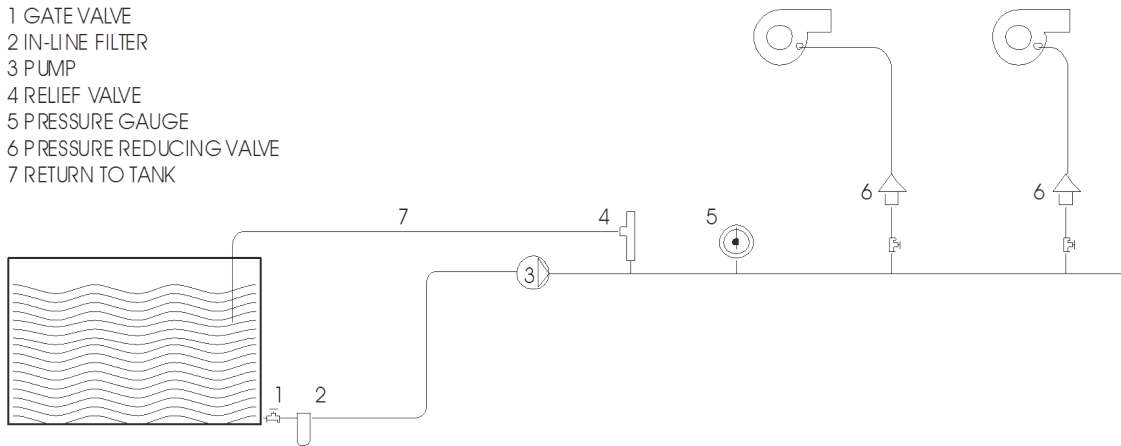 1 GATE VALVE
2 IN-LINE FILTER
3 PUMP
4 RELIEF VALVE
5 PRESSURE GAUGE
6 PRESSURE REDUCING VALVE
7 RETURN TO TANK
6
6
7
4
5
3
1
2